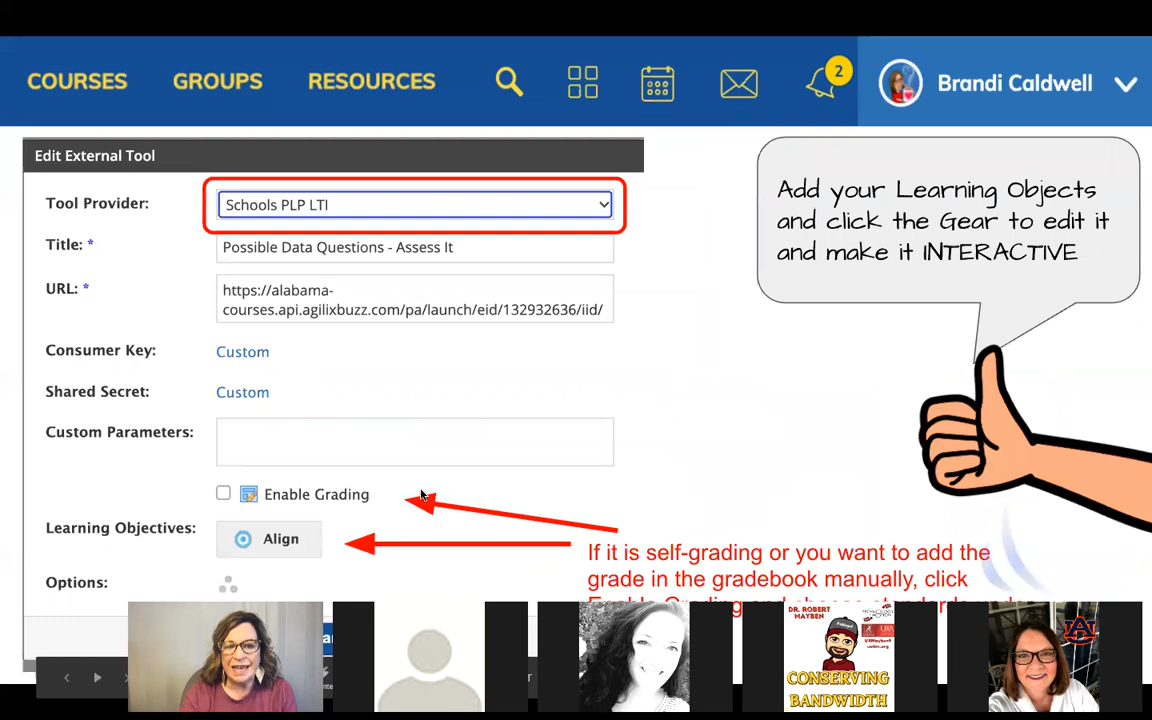 COURSES GROUPS RESOURCES 2 Brandi Caldwell
Edit External Tool
Tool Provider: Schools PLP LTI
Title: * Possible Data Questions - Assess It
URL: * https://alabama-
courses.api.agilixbuzz.com/pa/launch/eid/132932636/iid/
Consumer Key: Custom
Shared Secret: Custom
Custom Parameters:
Enable Grading
Learning Objectives: Align
Options:
Add your Learning Objects
and click the Gear to edit it
and make it INTERACTIVE
If it is self-grading or you want to add the
grade in the gradebook manually, click
Enable Grading and
DR. ROBERT
MAYBEN
CONSERVING
BANDWIDTH